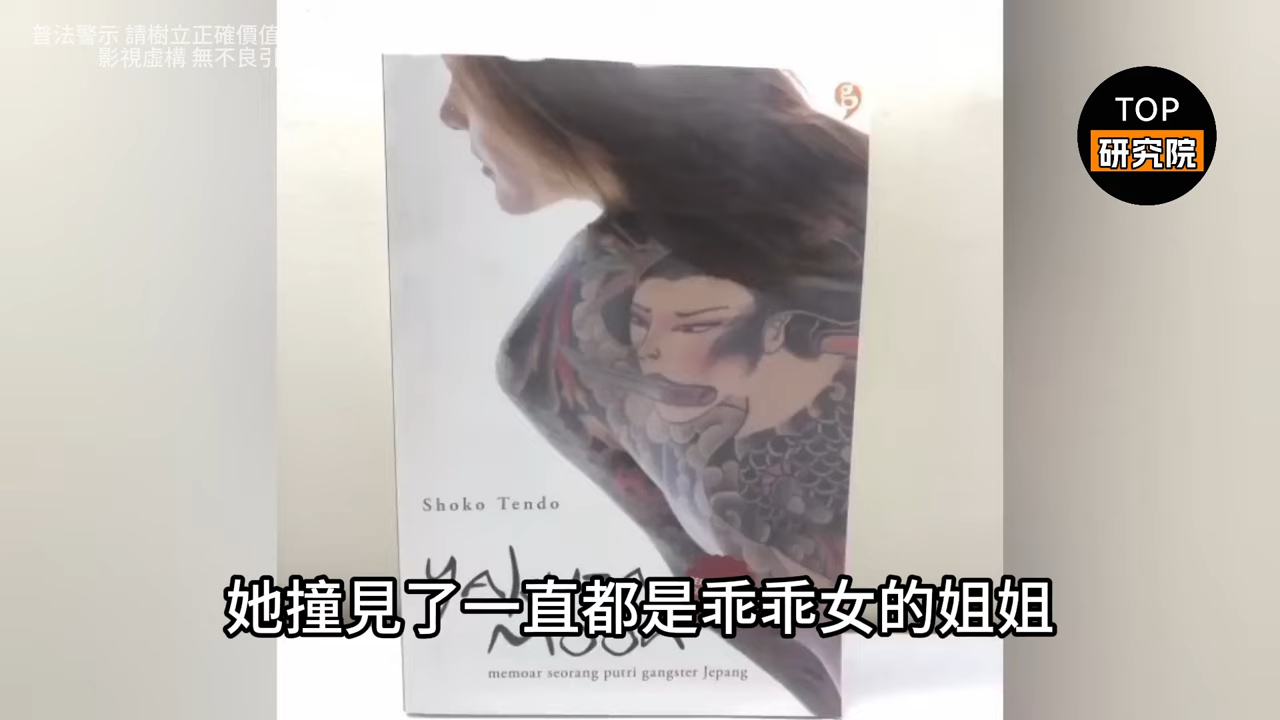 普法警示 請樹立正確價值
影視虛構 無不良引
TOP
研究院
g
Shoko Tendo
Moon
她撞見了一直都是乖乖女的姐姐
memoar seorang putri gangster Jepang